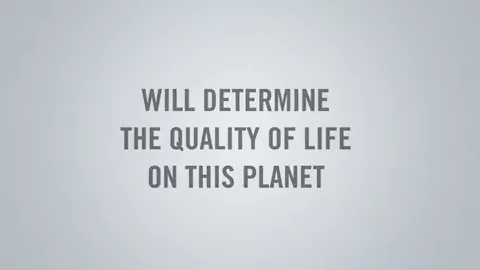 WILL DETERMINE
THE QUALITY OF LIFE
ON THIS PLANET